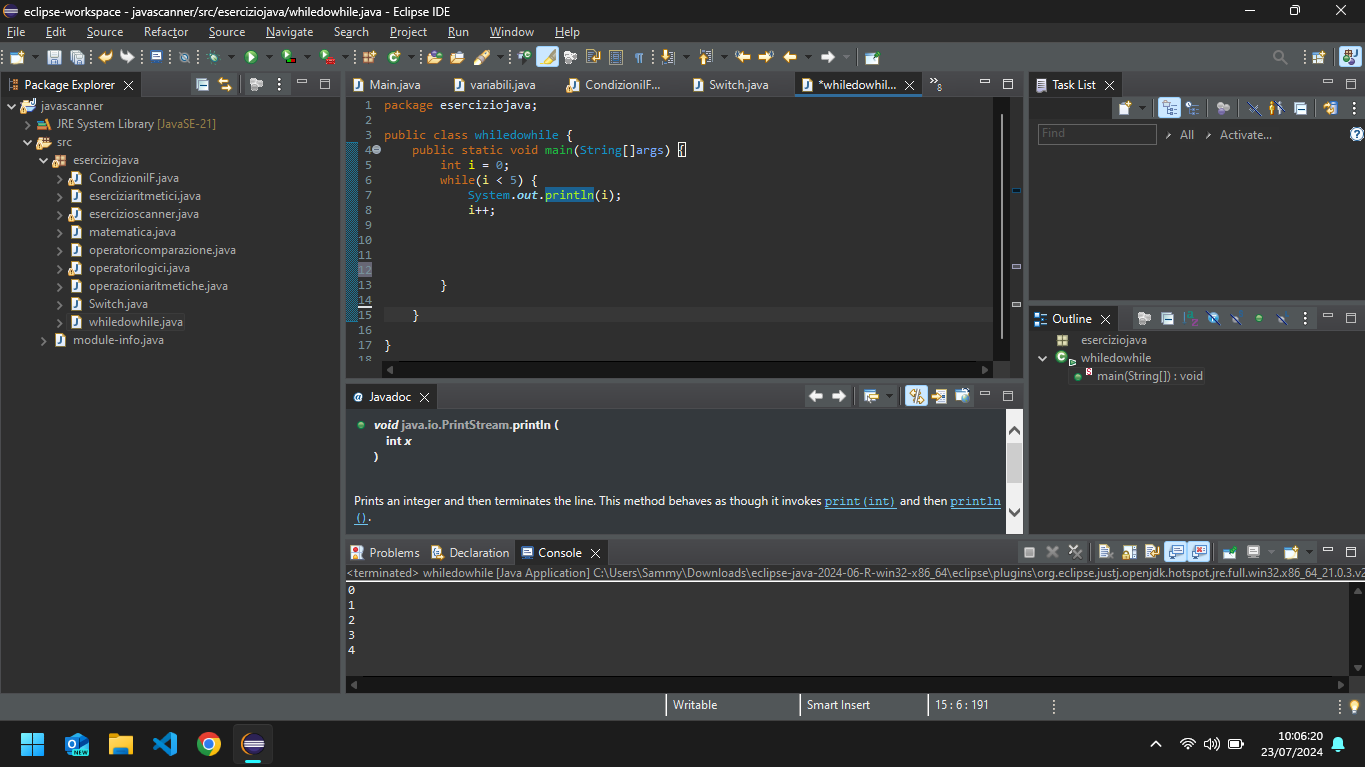 eclipse-workspace - javascanner/src/eserciziojava/whiledowhile.java - Eclipse IDE
File Edit Source Refactor Source Navigate Search Project Run Window Help
Package Explorer
javascanner
JRE System Library [JavaSE-21]
src
eserciziojava
CondizioniIF.java
eserciziaritmetici.java
esercizioscanner.java
matematica.java
operatoricomparazione.java
operatorilogici.java
operazioniaritmetiche.java
Switch.java
whiledowhile.java
module-info.java
Main.java variabili.java CondizioniIF... Switch.java *whiledowhil... »8
1 package eserciziojava;
2
3 public class whiledowhile {
4 public static void main(String[]args) {
5 int i = 0;
6 while(i < 5) {
7 System.out.println(i);
8 i++;
9
10
11
12
13 }
14
15 }
16
17 }
18
Javadoc
void java.io.PrintStream.println (
int x
)
Prints an integer and then terminates the line. This method behaves as though it invokes print(int) and then println
().
Problems Declaration Console
<terminated> whiledowhile [Java Application] C:\Users\Sammy\Downloads\eclipse-java-2024-06-R-win32-x86_64\eclipse\plugins\org.eclipse.justj.openjdk.hotspot.jre.full.win32.x86_64_21.0.3.v2
0
1
2
3
4
Task List
Find All Activate...
Outline
eserciziojava
whiledowhile
main(String[]) : void
Writable Smart Insert 15 : 6 : 191
NEW
10:06:20
23/07/2024